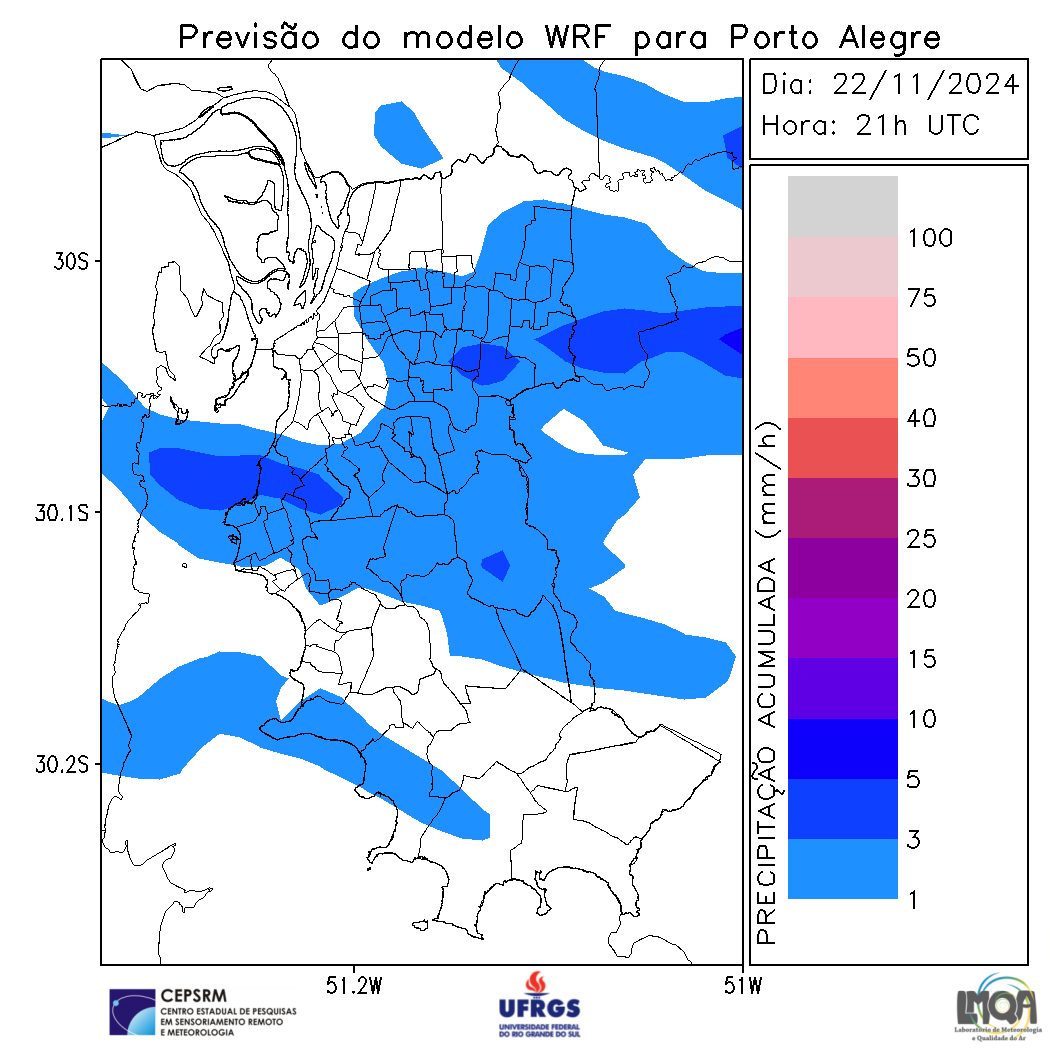 Previsão do modelo WRF para Porto Alegre
Dia: 22/11/2024
Hora: 21h UTC
30S
30.1S
30.2S
51.2W
51W
PRECIPITAÇÃO ACUMULADA (mm/h)
100
75
50
40
30
25
20
15
10
5
3
1
CEPSRM
CENTRO ESTADUAL DE PESQUISAS
EM SENSORIAMENTO REMOTO
E METEOROLOGIA
UFRGS
UNIVERSIDADE FEDERAL
DO RIO GRANDE DO SUL
LMQA
Laboratório de Meteorologia
e Qualidade do Ar